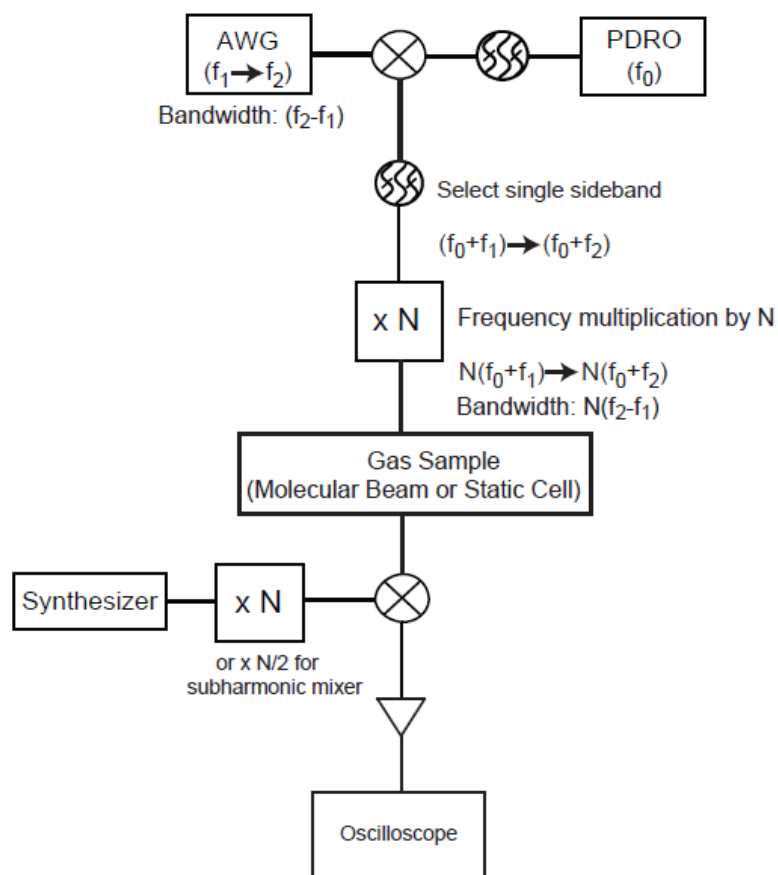 AWG
(f₁→f₂)
Bandwidth: (f₂-f₁)
PDRO
(f₀)
Select single sideband
(f₀+f₁)→(f₀+f₂)
x N
Frequency multiplication by N
N(f₀+f₁)→N(f₀+f₂)
Bandwidth: N(f₂-f₁)
Gas Sample
(Molecular Beam or Static Cell)
Synthesizer
x N
or x N/2 for
subharmonic mixer
Oscilloscope